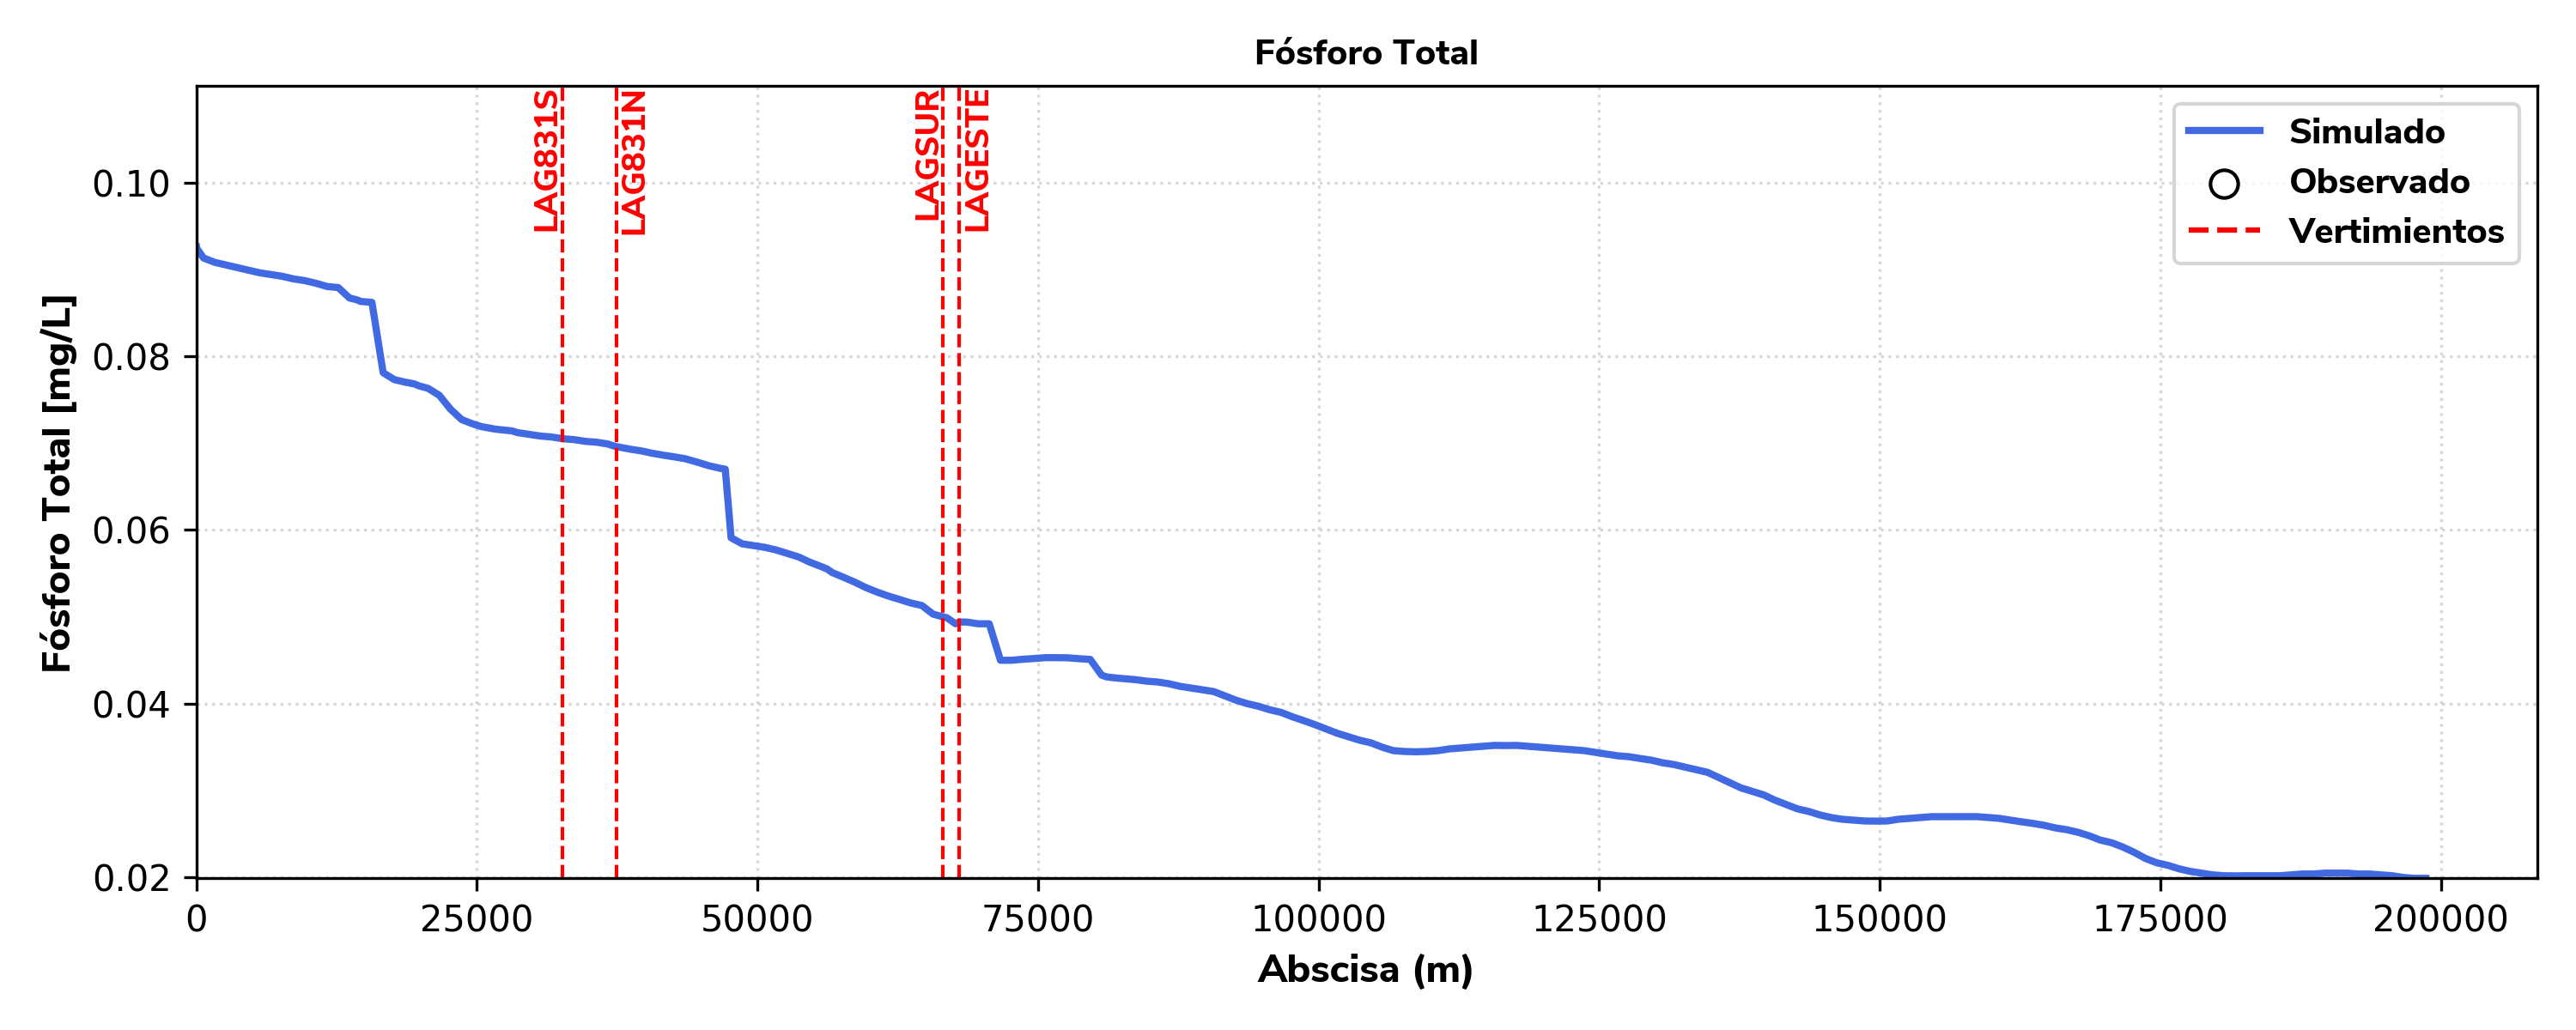 Fósforo Total
LAG831S
LAG831N
LAGSUR
LAGESTE
Simulado
Observado
Vertimientos
Fósforo Total [mg/L]
0.10
0.08
0.06
0.04
0.02
0 25000 50000 75000 100000 125000 150000 175000 200000
Abscisa (m)